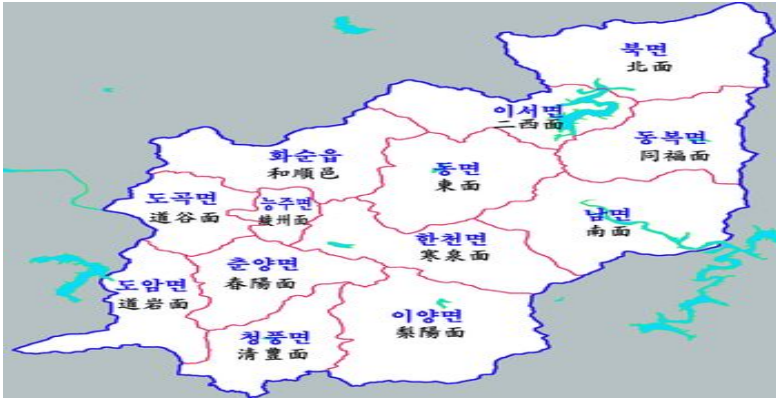 북면
北面
이서면
二西面
동복면
同福面
화순읍
和順邑
동면
東面
도곡면
道谷面
능주면
綾州面
남면
南面
한천면
寒泉面
춘양면
春陽面
도암면
道岩面
이양면
梨陽面
청풍면
清豊面